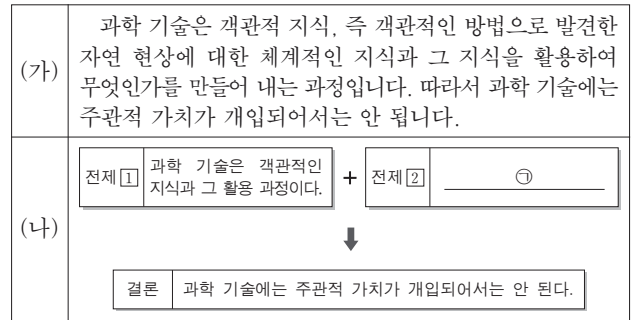 (가)
과학 기술은 객관적 지식, 즉 객관적인 방법으로 발견한
자연 현상에 대한 체계적인 지식과 그 지식을 활용하여
무엇인가를 만들어 내는 과정입니다. 따라서 과학 기술에는
주관적 가치가 개입되어서는 안 됩니다.
(나)
전제 1
과학 기술은 객관적인
지식과 그 활용 과정이다.
+
전제 2
㉠
결론 과학 기술에는 주관적 가치가 개입되어서는 안 된다.